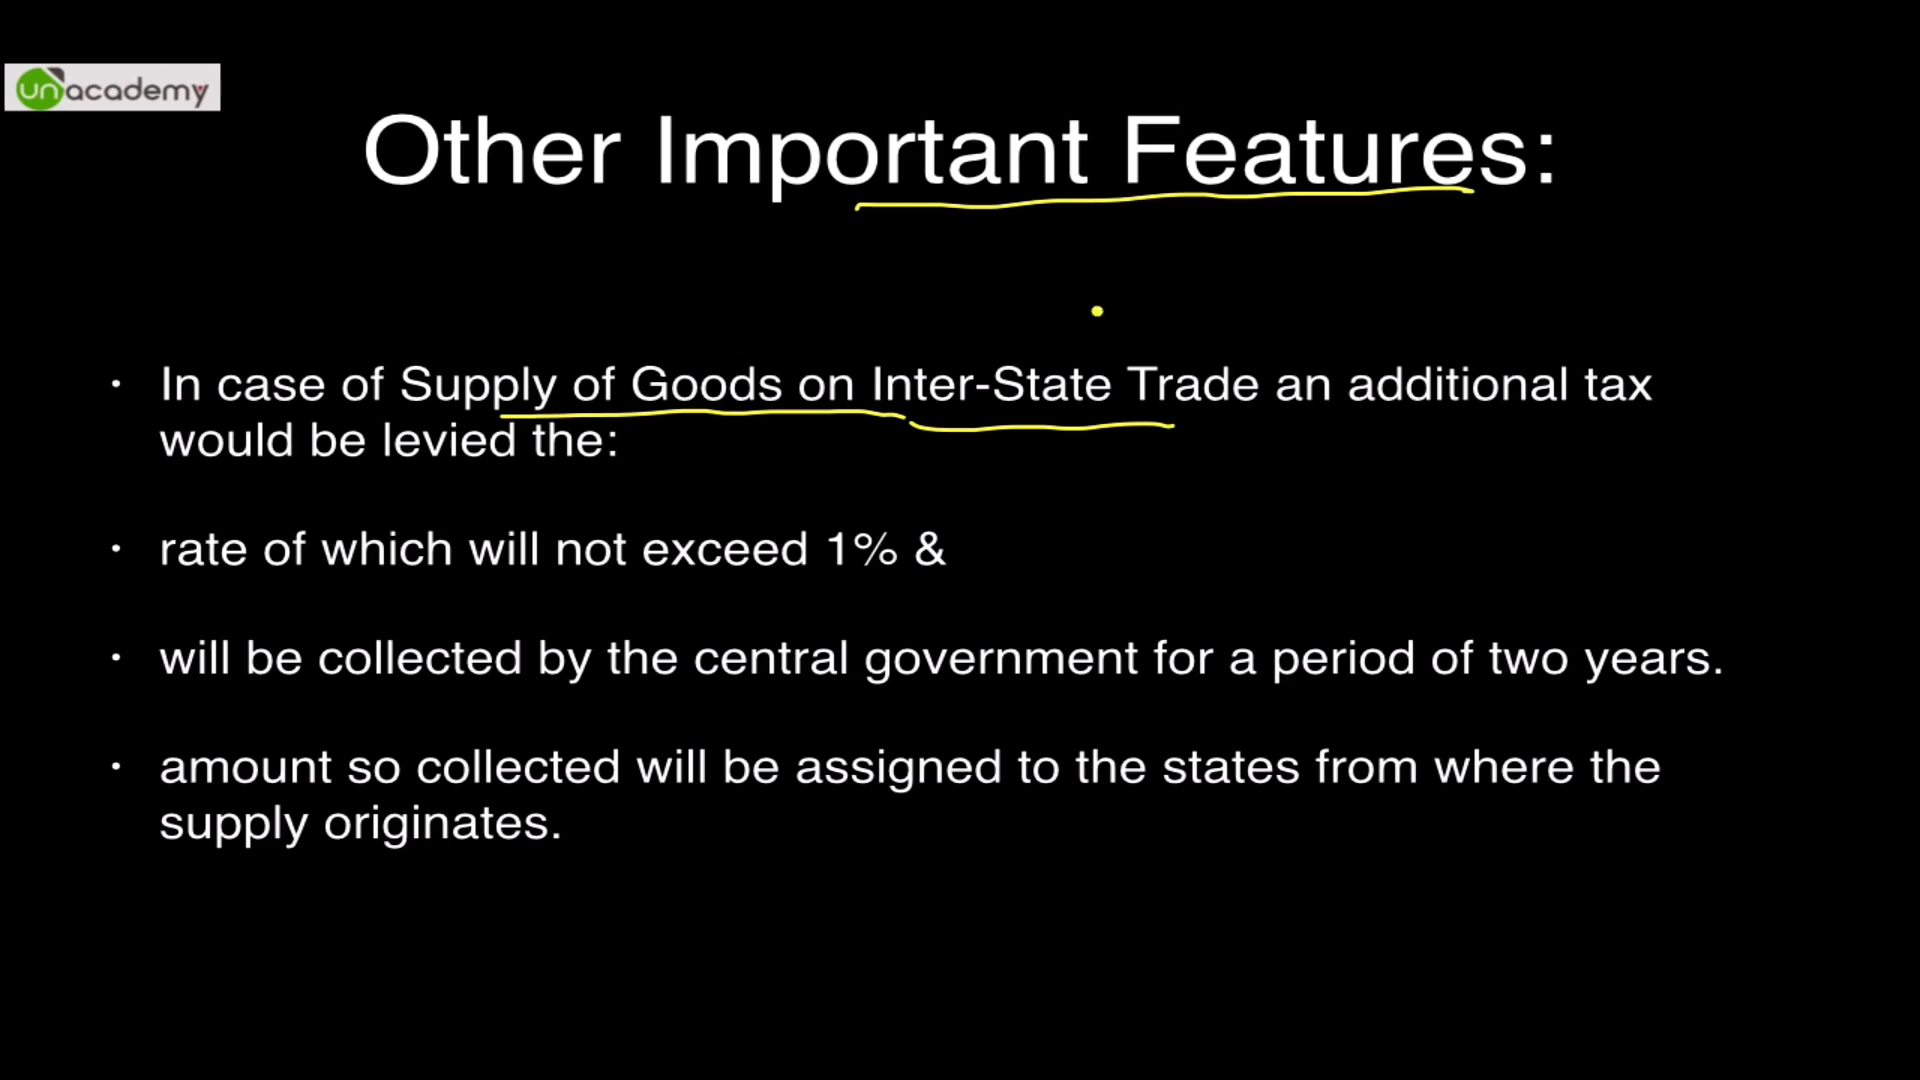 unacademy
Other Important Features:
• In case of Supply of Goods on Inter-State Trade an additional tax
would be levied the:
• rate of which will not exceed 1% &
• will be collected by the central government for a period of two years.
• amount so collected will be assigned to the states from where the
supply originates.